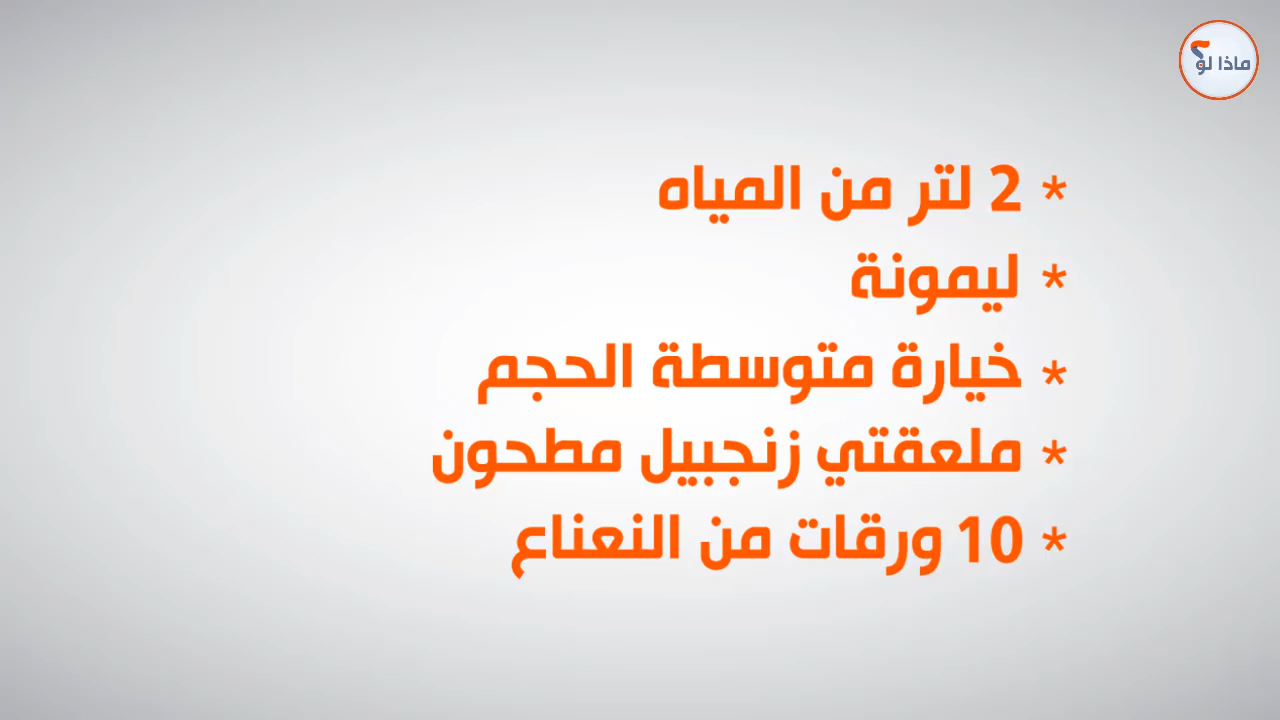 ماذا لو؟
* 2 لتر من المياه
* ليمونة
* خيارة متوسطة الحجم
* ملعقتي زنجبيل مطحون
* 10 ورقات من النعناع